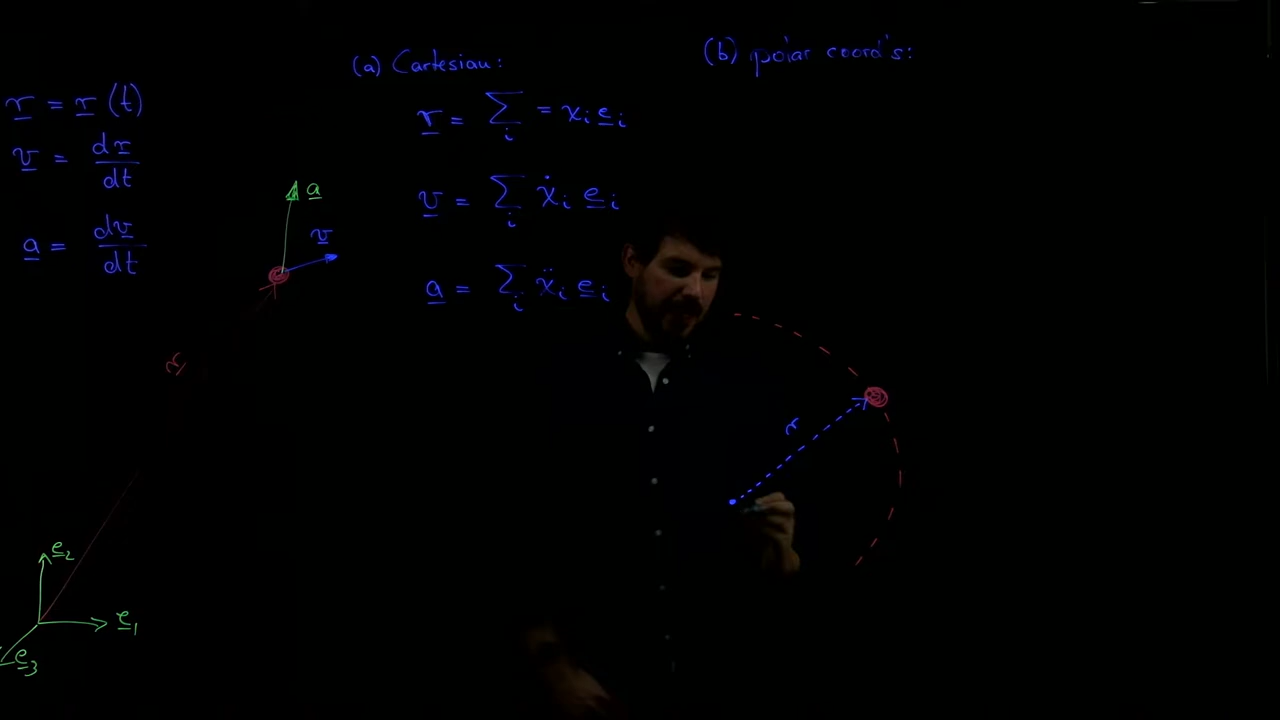 r = r (t)
v = dr/dt
a = dv/dt
a
v
r
e₂
e₁
e₃
(a) Cartesian:
r = ∑ᵢ = xᵢ eᵢ
v = ∑ᵢ ẋᵢ eᵢ
a = ∑ᵢ ẍᵢ eᵢ
(b) polar coord's:
r